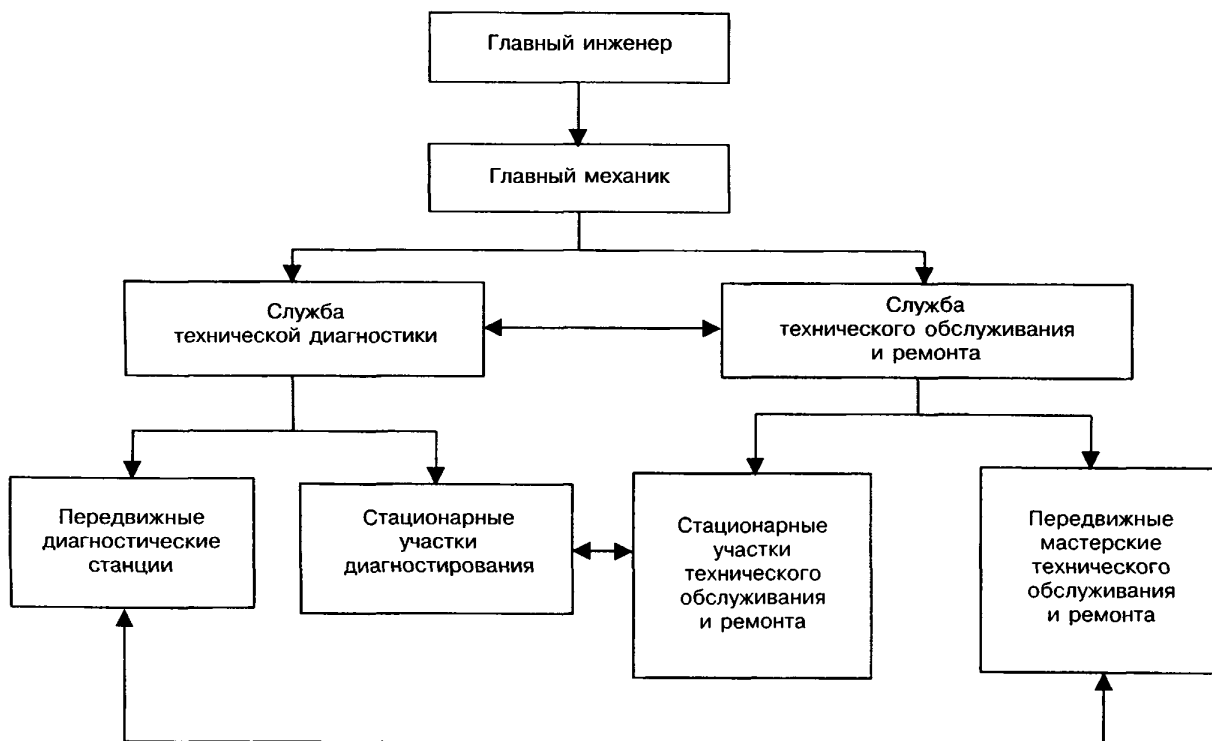 Главный инженер
Главный механик
Служба
технической диагностики
Служба
технического обслуживания
и ремонта
Передвижные
диагностические
станции
Стационарные
участки
диагностирования
Стационарные
участки
технического
обслуживания
и ремонта
Передвижные
мастерские
технического
обслуживания
и ремонта